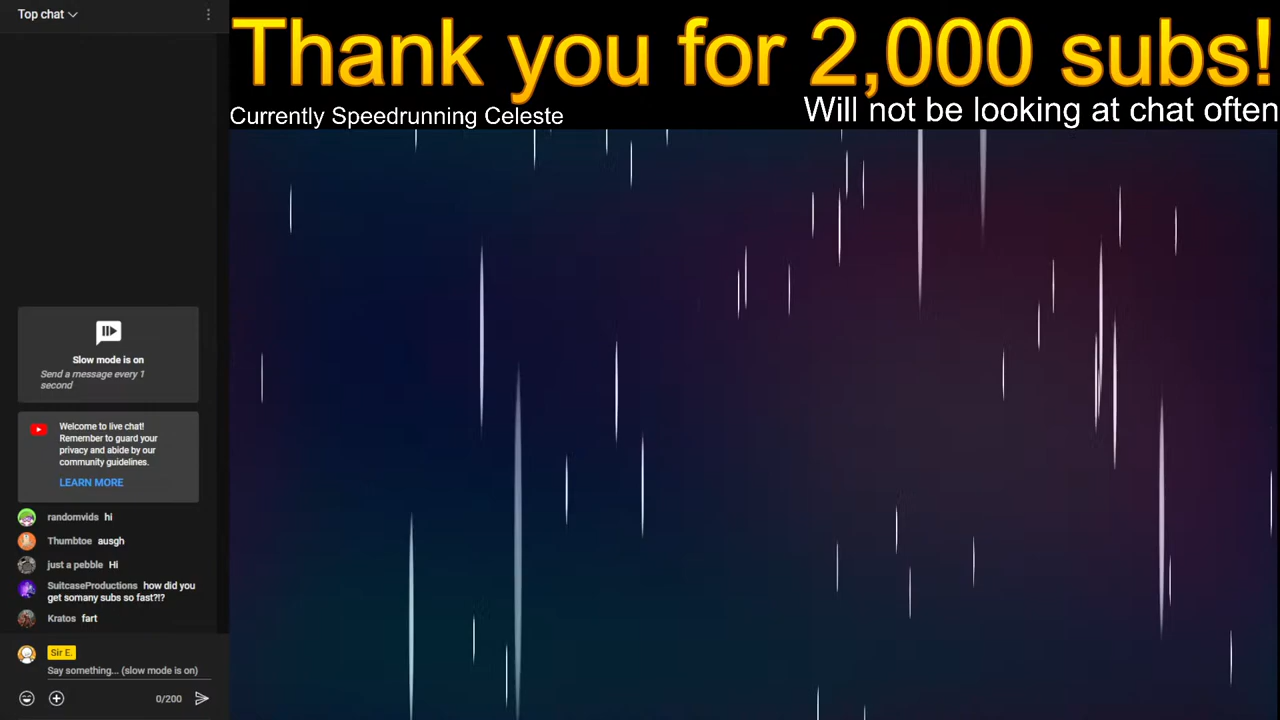 Top chat
Thank you for 2,000 subs!
Currently Speedrunning Celeste
Will not be looking at chat often
Slow mode is on
Send a message every 1
second
Welcome to live chat!
Remember to guard your
privacy and abide by our
community guidelines.
LEARN MORE
randomvids hi
Thumbtoe ausgh
just a pebble Hi
SuitcaseProductions how did you
get somany subs so fast?!?
Kratos fart
Sir E.
Say something... (slow mode is on)
0/200